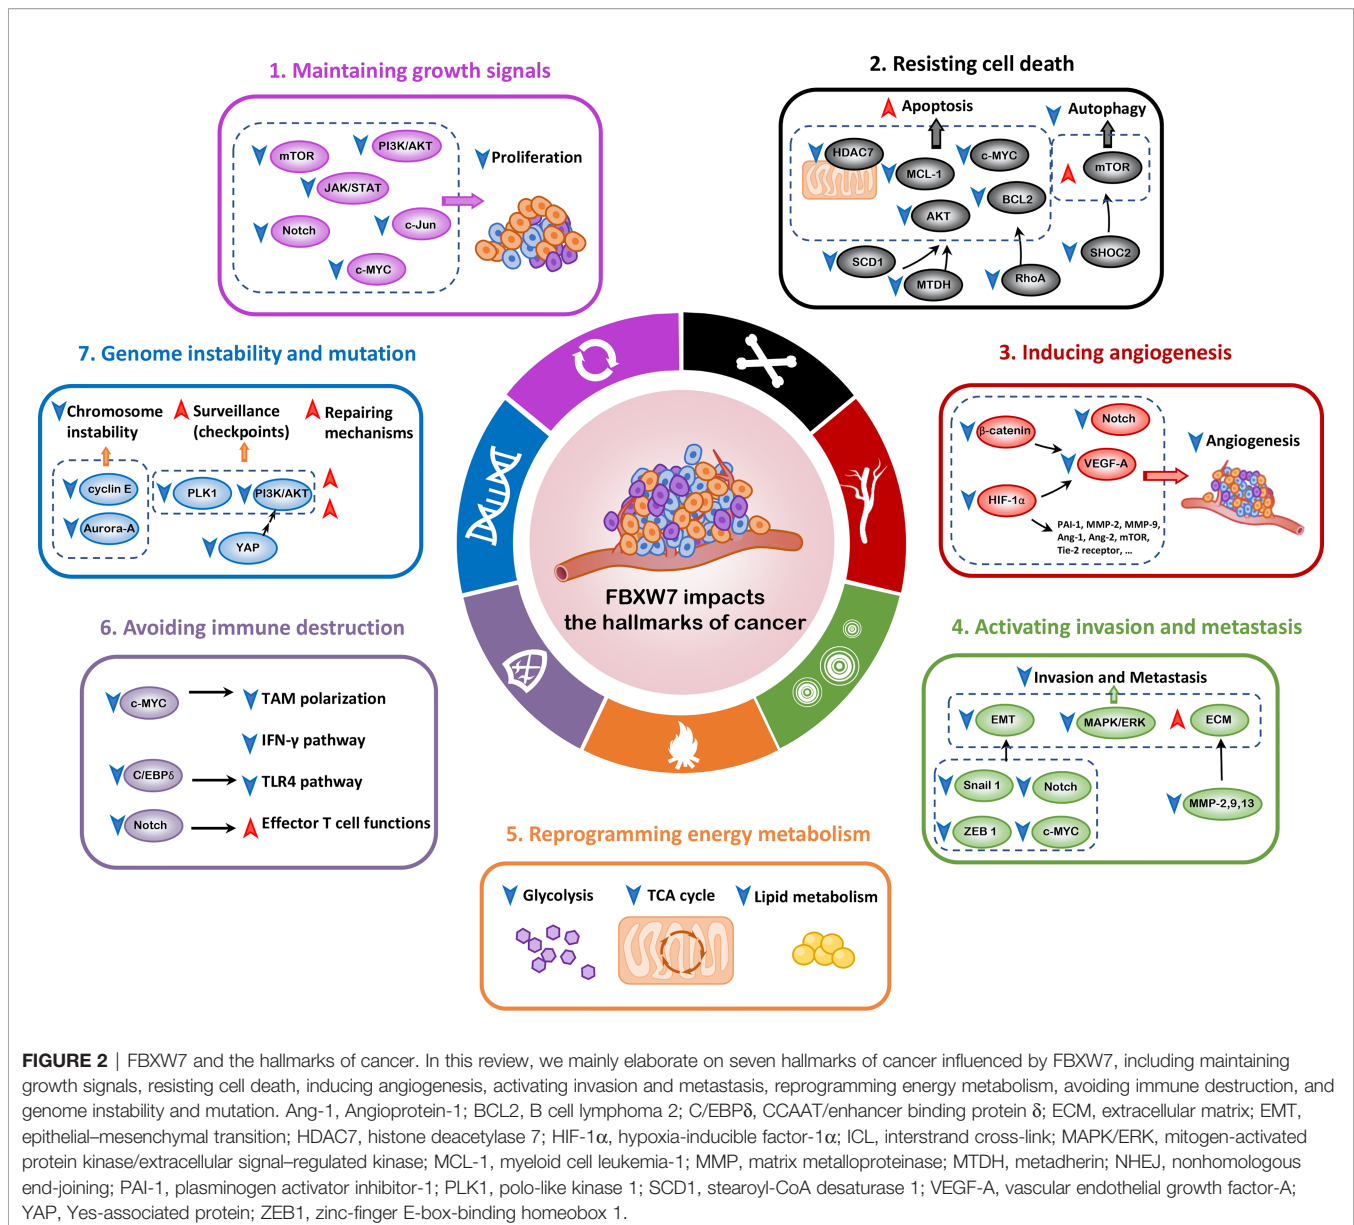 1. Maintaining growth signals
mTOR
PI3K/AKT
JAK/STAT
Notch
c-Jun
c-MYC
Proliferation
2. Resisting cell death
Apoptosis
Autophagy
HDAC7
MCL-1
c-MYC
BCL2
AKT
mTOR
SCD1
MTDH
RhoA
SHOC2
7. Genome instability and mutation
Chromosome
instability
Surveillance
(checkpoints)
Repairing
mechanisms
cyclin E
Aurora-A
PLK1
PI3K/AKT
YAP
3. Inducing angiogenesis
β-catenin
Notch
VEGF-A
HIF-1α
PAI-1, MMP-2, MMP-9,
Ang-1, Ang-2, mTOR,
Tie-2 receptor, ...
Angiogenesis
FBXW7 impacts
the hallmarks of cancer
6. Avoiding immune destruction
c-MYC
TAM polarization
IFN-γ pathway
C/EBPδ
TLR4 pathway
Notch
Effector T cell functions
4. Activating invasion and metastasis
Invasion and Metastasis
EMT
MAPK/ERK
ECM
Snail 1
Notch
ZEB 1
c-MYC
MMP-2,9,13
5. Reprogramming energy metabolism
Glycolysis
TCA cycle
Lipid metabolism
FIGURE 2 | FBXW7 and the hallmarks of cancer. In this review, we mainly elaborate on seven hallmarks of cancer influenced by FBXW7, including maintaining
growth signals, resisting cell death, inducing angiogenesis, activating invasion and metastasis, reprogramming energy metabolism, avoiding immune destruction, and
genome instability and mutation. Ang-1, Angioprotein-1; BCL2, B cell lymphoma 2; C/EBPδ, CCAAT/enhancer binding protein δ; ECM, extracellular matrix; EMT,
epithelial–mesenchymal transition; HDAC7, histone deacetylase 7; HIF-1α, hypoxia-inducible factor-1α; ICL, interstrand cross-link; MAPK/ERK, mitogen-activated
protein kinase/extracellular signal–regulated kinase; MCL-1, myeloid cell leukemia-1; MMP, matrix metalloproteinase; MTDH, metadherin; NHEJ, nonhomologous
end-joining; PAI-1, plasminogen activator inhibitor-1; PLK1, polo-like kinase 1; SCD1, stearoyl-CoA desaturase 1; VEGF-A, vascular endothelial growth factor-A;
YAP, Yes-associated protein; ZEB1, zinc-finger E-box-binding homeobox 1.